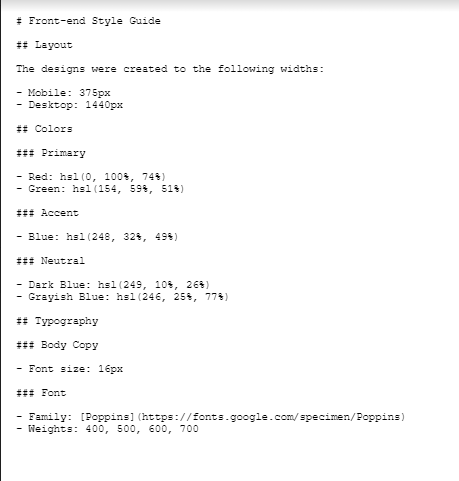 # Front-end Style Guide
## Layout
The designs were created to the following widths:
- Mobile: 375px
- Desktop: 1440px
## Colors
### Primary
- Red: hsl(0, 100%, 74%)
- Green: hsl(154, 59%, 51%)
### Accent
- Blue: hsl(248, 32%, 49%)
### Neutral
- Dark Blue: hsl(249, 10%, 26%)
- Grayish Blue: hsl(246, 25%, 77%)
## Typography
### Body Copy
- Font size: 16px
### Font
- Family: [Poppins](https://fonts.google.com/specimen/Poppins)
- Weights: 400, 500, 600, 700